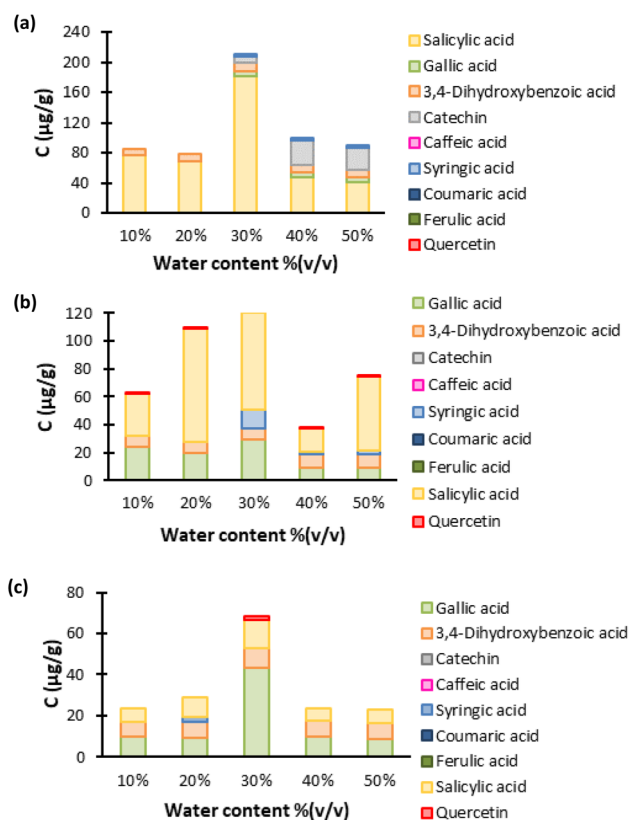 (a)
C (µg/g)
240
200
160
120
80
40
0
10% 20% 30% 40% 50%
Water content %(v/v)
Salicylic acid
Gallic acid
3,4-Dihydroxybenzoic acid
Catechin
Caffeic acid
Syringic acid
Coumaric acid
Ferulic acid
Quercetin
(b)
C (µg/g)
120
100
80
60
40
20
0
10% 20% 30% 40% 50%
Water content %(v/v)
Gallic acid
3,4-Dihydroxybenzoic acid
Catechin
Caffeic acid
Syringic acid
Coumaric acid
Ferulic acid
Salicylic acid
Quercetin
(c)
C (µg/g)
80
60
40
20
0
10% 20% 30% 40% 50%
Water content %(v/v)
Gallic acid
3,4-Dihydroxybenzoic acid
Catechin
Caffeic acid
Syringic acid
Coumaric acid
Ferulic acid
Salicylic acid
Quercetin